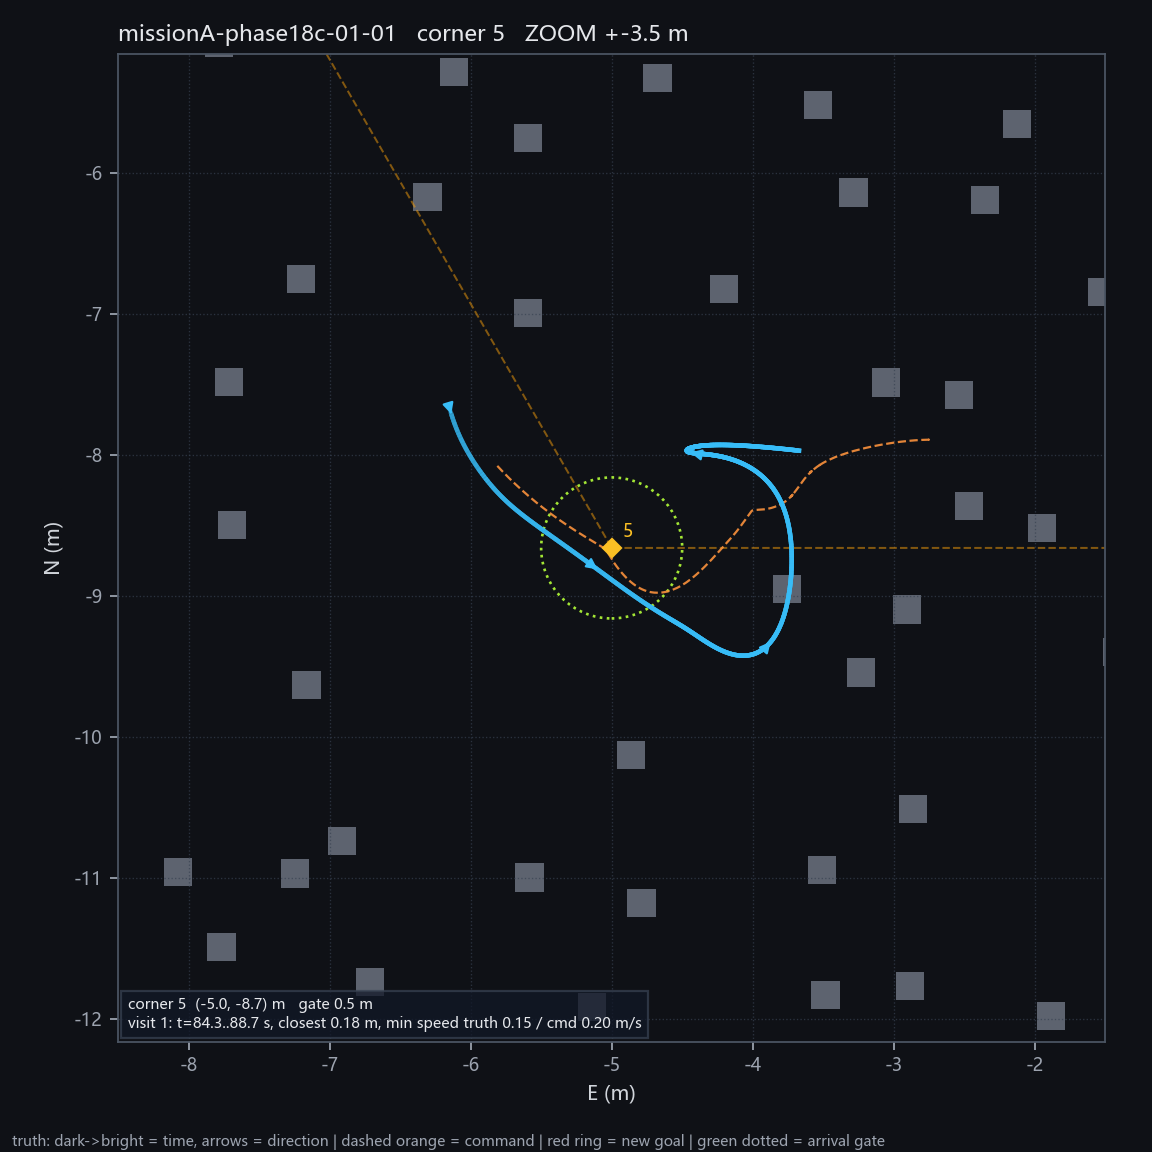 missionA-phase18c-01-01   corner 5   ZOOM +-3.5 m
-6
-7
-8
-9
-10
-11
-12
N (m)
5
corner 5  (-5.0, -8.7) m   gate 0.5 m
visit 1: t=84.3..88.7 s, closest 0.18 m, min speed truth 0.15 / cmd 0.20 m/s
-8 -7 -6 -5 -4 -3 -2
E (m)
truth: dark->bright = time, arrows = direction | dashed orange = command | red ring = new goal | green dotted = arrival gate